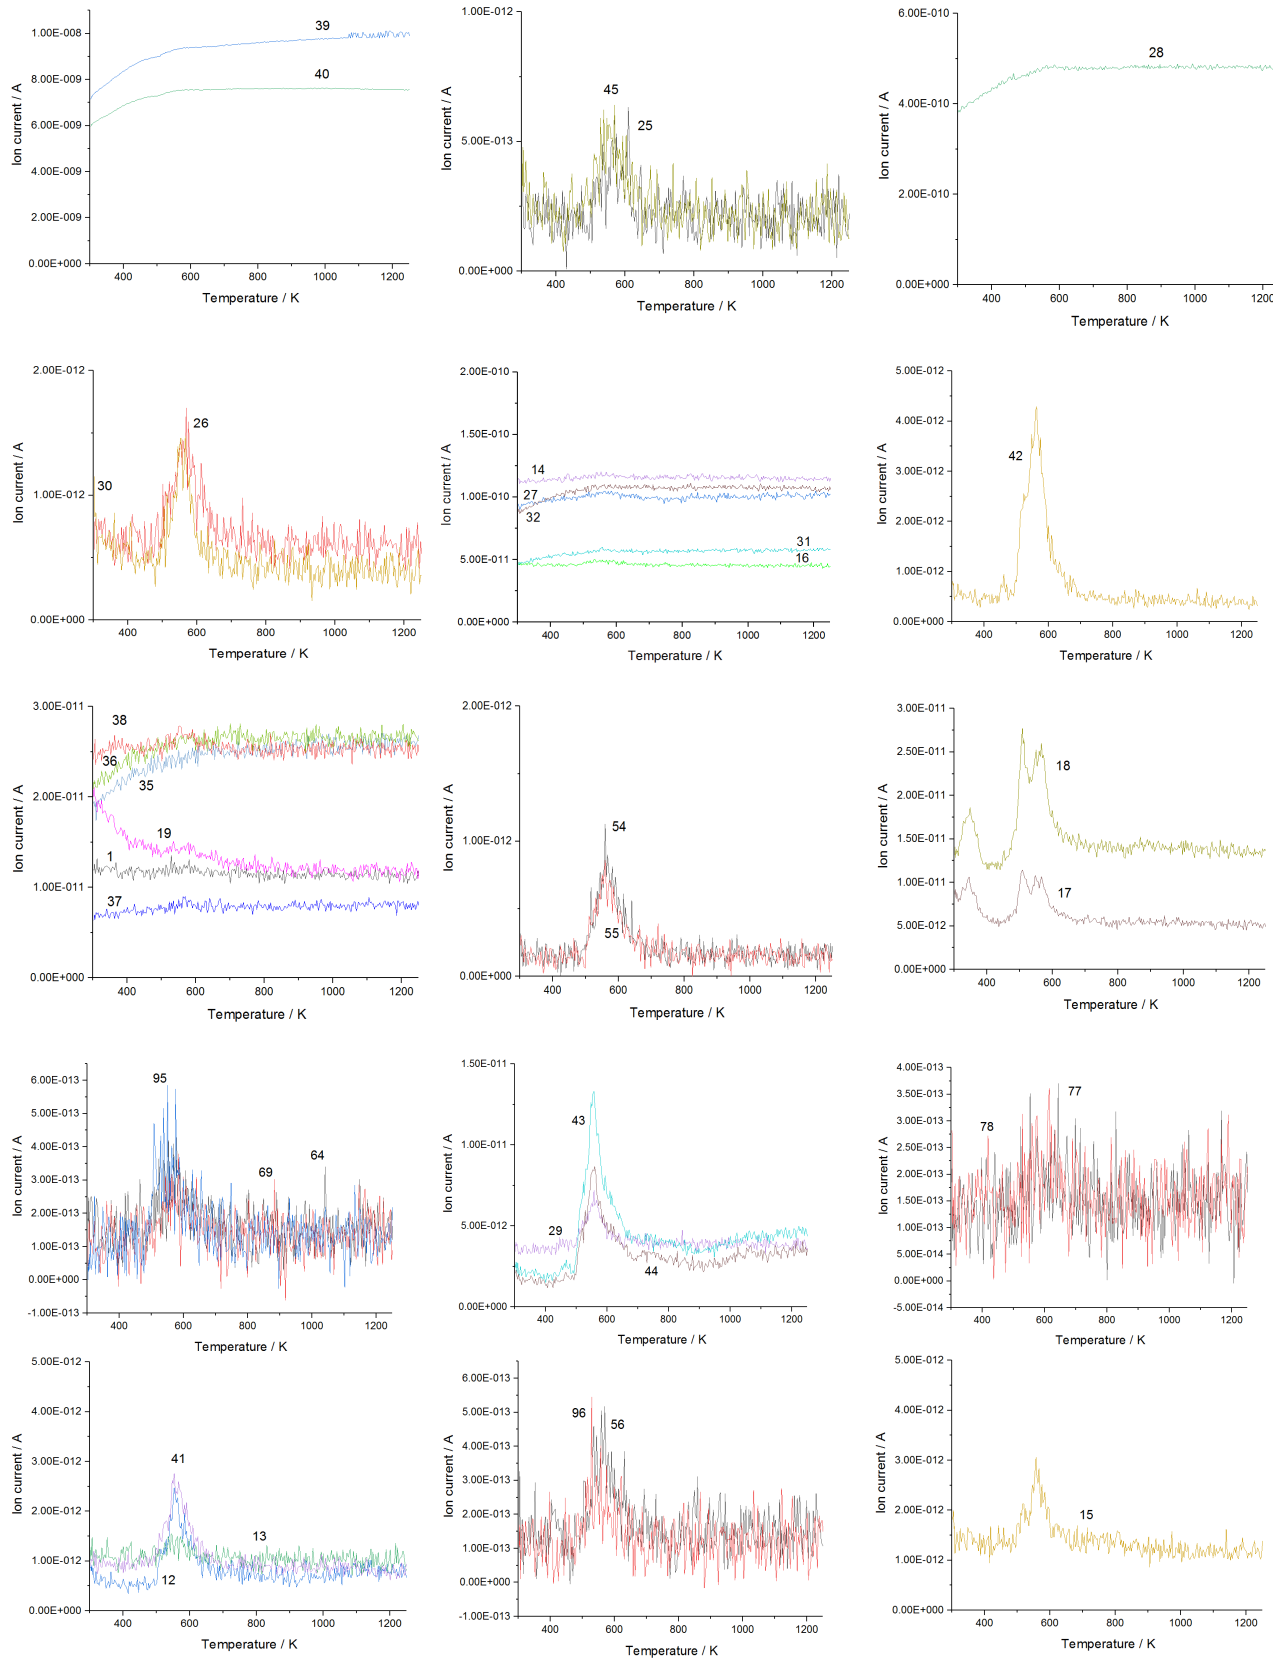 1.00E-008
8.00E-009
6.00E-009
4.00E-009
2.00E-009
0.00E+000
Ion current / A
39
40
400 600 800 1000 1200
Temperature / K
1.00E-012
5.00E-013
0.00E+000
Ion current / A
45
25
400 600 800 1000 1200
Temperature / K
6.00E-010
4.00E-010
2.00E-010
0.00E+000
Ion current / A
28
400 600 800 1000 1200
Temperature / K
2.00E-012
1.00E-012
0.00E+000
Ion current / A
26
30
400 600 800 1000 1200
Temperature / K
2.00E-010
1.50E-010
1.00E-010
5.00E-011
0.00E+000
Ion current / A
14
27
32
31
16
400 600 800 1000 1200
Temperature / K
5.00E-012
4.00E-012
3.00E-012
2.00E-012
1.00E-012
0.00E+000
Ion current / A
42
400 600 800 1000 1200
Temperature / K
3.00E-011
2.00E-011
1.00E-011
0.00E+000
Ion current / A
38
36
35
19
1
37
400 600 800 1000 1200
Temperature / K
2.00E-012
1.00E-012
0.00E+000
Ion current / A
54
55
400 600 800 1000 1200
Temperature / K
3.00E-011
2.50E-011
2.00E-011
1.50E-011
1.00E-011
5.00E-012
0.00E+000
Ion current / A
18
17
400 600 800 1000 1200
Temperature / K
6.00E-013
5.00E-013
4.00E-013
3.00E-013
2.00E-013
1.00E-013
0.00E+000
-1.00E-013
Ion current / A
95
69
64
400 600 800 1000 1200
Temperature / K
1.50E-011
1.00E-011
5.00E-012
0.00E+000
Ion current / A
43
29
44
400 600 800 1000 1200
Temperature / K
4.00E-013
3.50E-013
3.00E-013
2.50E-013
2.00E-013
1.50E-013
1.00E-013
5.00E-014
0.00E+000
-5.00E-014
Ion current / A
77
78
400 600 800 1000 1200
Temperature / K
5.00E-012
4.00E-012
3.00E-012
2.00E-012
1.00E-012
0.00E+000
Ion current / A
41
13
12
400 600 800 1000 1200
Temperature / K
6.00E-013
5.00E-013
4.00E-013
3.00E-013
2.00E-013
1.00E-013
0.00E+000
-1.00E-013
Ion current / A
96
56
400 600 800 1000 1200
Temperature / K
5.00E-012
4.00E-012
3.00E-012
2.00E-012
1.00E-012
0.00E+000
Ion current / A
15
400 600 800 1000 1200
Temperature / K